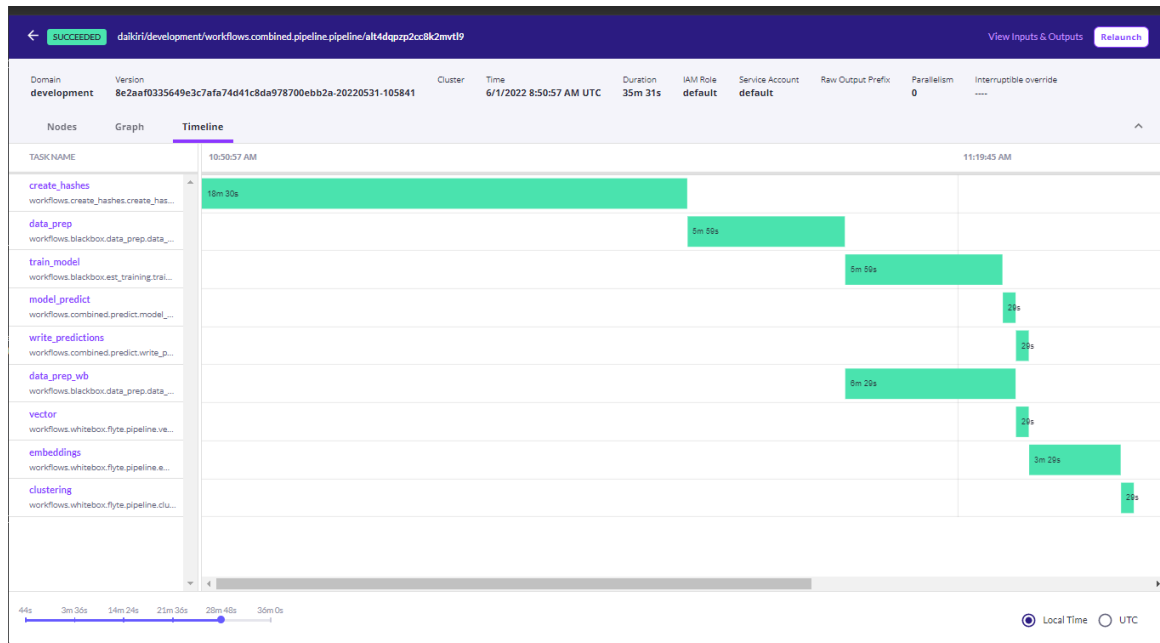 SUCCEEDED daikiri/development/workflows.combined.pipeline.pipeline/alt4dqpzp2cc8k2mvtl9 View Inputs & Outputs Relaunch
Domain Version Cluster Time Duration IAM Role Service Account Raw Output Prefix Parallelism Interruptible override
development 8e2aaf0335649e3c7afa74d41c8da978700ebb2a-20220531-105841 6/1/2022 8:50:57 AM UTC 35m 31s default default 0 ----
Nodes Graph Timeline
TASK NAME 10:50:57 AM 11:19:45 AM
create_hashes
workflows.create_hashes.create_has...
18m 30s
data_prep
workflows.blackbox.data_prep.data_...
5m 59s
train_model
workflows.blackbox.est_training.trai...
5m 59s
model_predict
workflows.combined.predict.model_...
29s
write_predictions
workflows.combined.predict.write_p...
29s
data_prep_wb
workflows.blackbox.data_prep.data_...
6m 29s
vector
workflows.whitebox.flyte.pipeline.ve...
29s
embeddings
workflows.whitebox.flyte.pipeline.e...
3m 29s
clustering
workflows.whitebox.flyte.pipeline.clu...
29s
44s 3m 36s 14m 24s 21m 36s 28m 48s 36m 0s
Local Time UTC